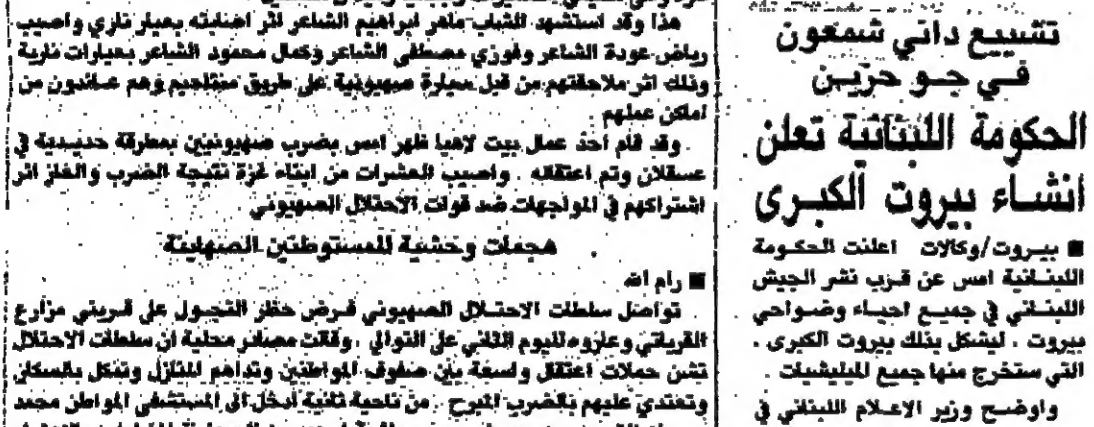 تشييع داني شمعون
في جو حزين
الحكومة اللبنانية تعلن
انشاء بيروت الكبرى
■ بيروت/وكالات اعلنت الحكومة
اللبنانية امس عن قرب نشر الجيش
اللبناني في جميع احياء وضواحي
بيروت . ليشكل بذلك بيروت الكبرى .
التي ستخرج منها جميع الميليشيات .
واوضح وزير الاعلام اللبناني في
هذا وقد استشهد الشاب ماهر ابراهيم الشاعر اثر اصابته بعيار ناري واصيب
رياض عودة الشاعر وفوزي مصطفى الشاعر وكمال محمود الشاعر بعيارات نارية
وذلك اثر ملاحقتهم من قبل سيارة صهيونية على طريق وهم عائدون من
اماكن عملهم
. وقد قام احد عمال بيت لاهيا ظهر امس بضرب صهيونيين بمطرقة حديدية في
عسقلان وتم اعتقاله . واصيب العشرات من ابناء غزة نتيجة الضرب والغاز اثر
اشتراكهم في المواجهات ضد قوات الاحتلال الصهيوني
هجمات وحشية للمستوطنين الصهاينة
■ رام الله
تواصل سلطات الاحتلال الصهيوني فرض حظر التجول على قريتي مزارع
وعاروه لليوم الثاني على التوالي . وقالت مصادر محلية ان سلطات الاحتلال
تشن حملات اعتقال واسعة بين صفوف المواطنين وتداهم المنازل وتنكل بالسكان
وتعتدي عليهم بالضرب المبرح . من ناحية ثانية ادخل الى المستشفى المواطن محمد